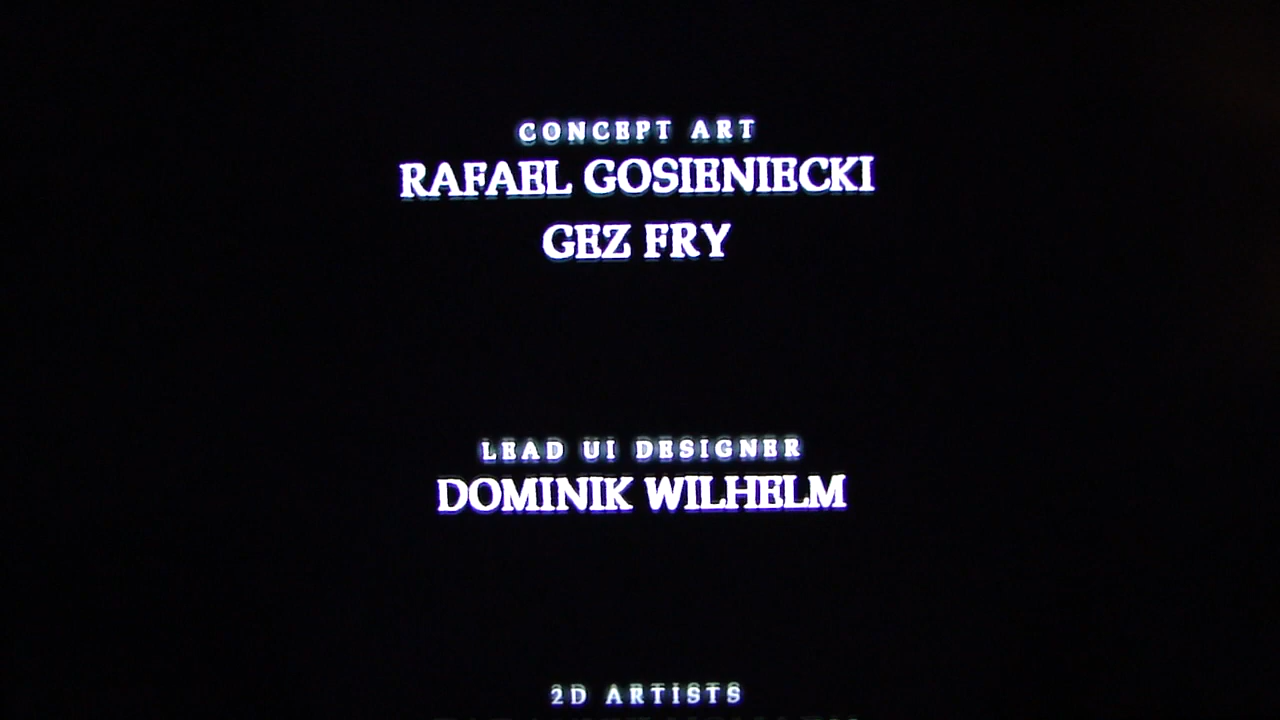 CONCEPT ART
RAFAEL GOSIENIECKI
GEZ FRY
LEAD UI DESIGNER
DOMINIK WILHELM
2D ARTISTS